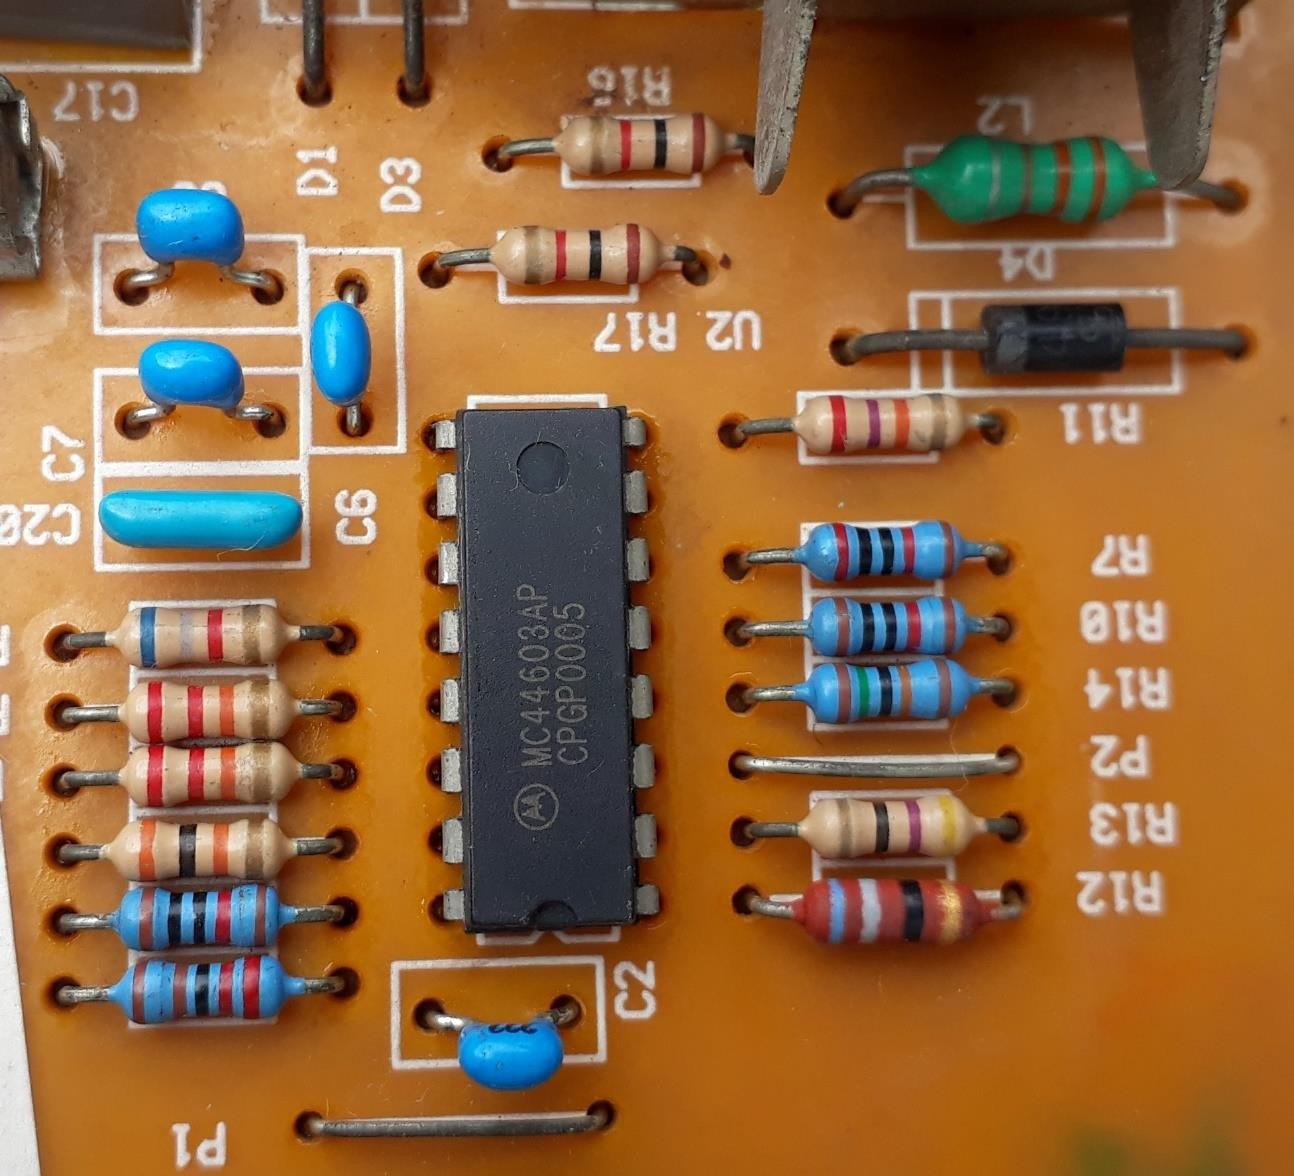 C17
R16
L2
D1
D3
D4
U2 R17
R11
C7
C20
C6
R7
MC44603AP
CPGP0005
R10
R14
P2
R13
R12
C2
P1